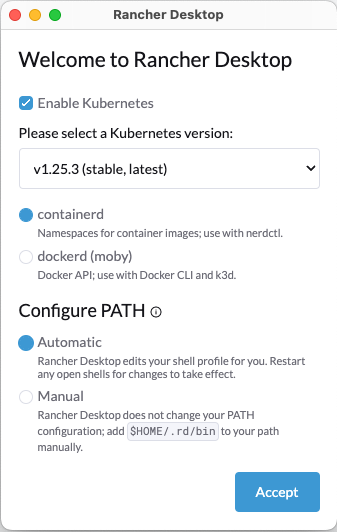 Rancher Desktop
Welcome to Rancher Desktop
Enable Kubernetes
Please select a Kubernetes version:
v1.25.3 (stable, latest)
containerd
Namespaces for container images; use with nerdctl.
dockerd (moby)
Docker API; use with Docker CLI and k3d.
Configure PATH
Automatic
Rancher Desktop edits your shell profile for you. Restart
any open shells for changes to take effect.
Manual
Rancher Desktop does not change your PATH
configuration; add $HOME/.rd/bin to your path
manually.
Accept